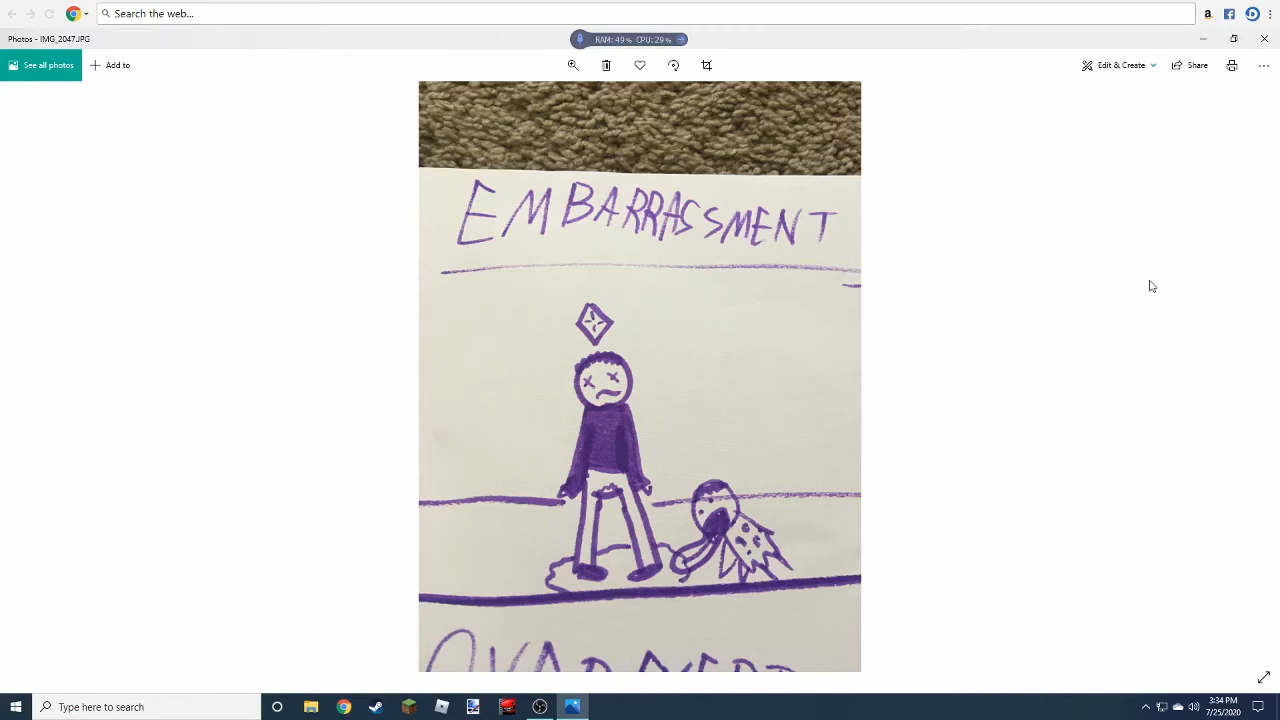 Search the web...
Photos - IMG_2047.JPG
RAM: 49% CPU: 29%
See all photos
Add to
Edit & Create
Share
EMBARRASSMENT
Type here to search
3:34 PM
7/25/2020